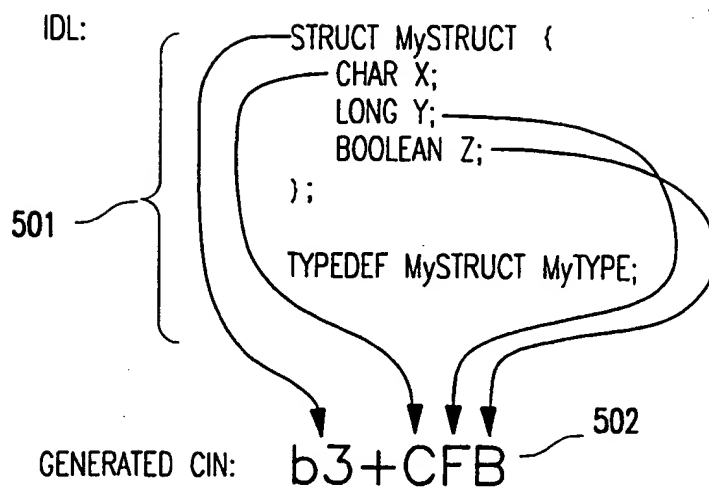 IDL:
STRUCT MySTRUCT {
CHAR X;
LONG Y;
BOOLEAN Z;
};
501
TYPEDEF MySTRUCT MyTYPE;
502
GENERATED CIN: b3+CFB